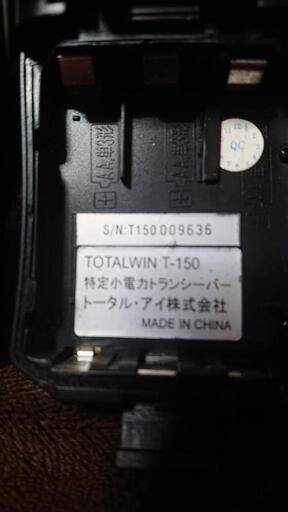 AA.単3形
AA.単3形
QC
S/N:T150009636
TOTALWIN T-150
特定小電力トランシーバー
トータル・アイ株式会社
MADE IN CHINA